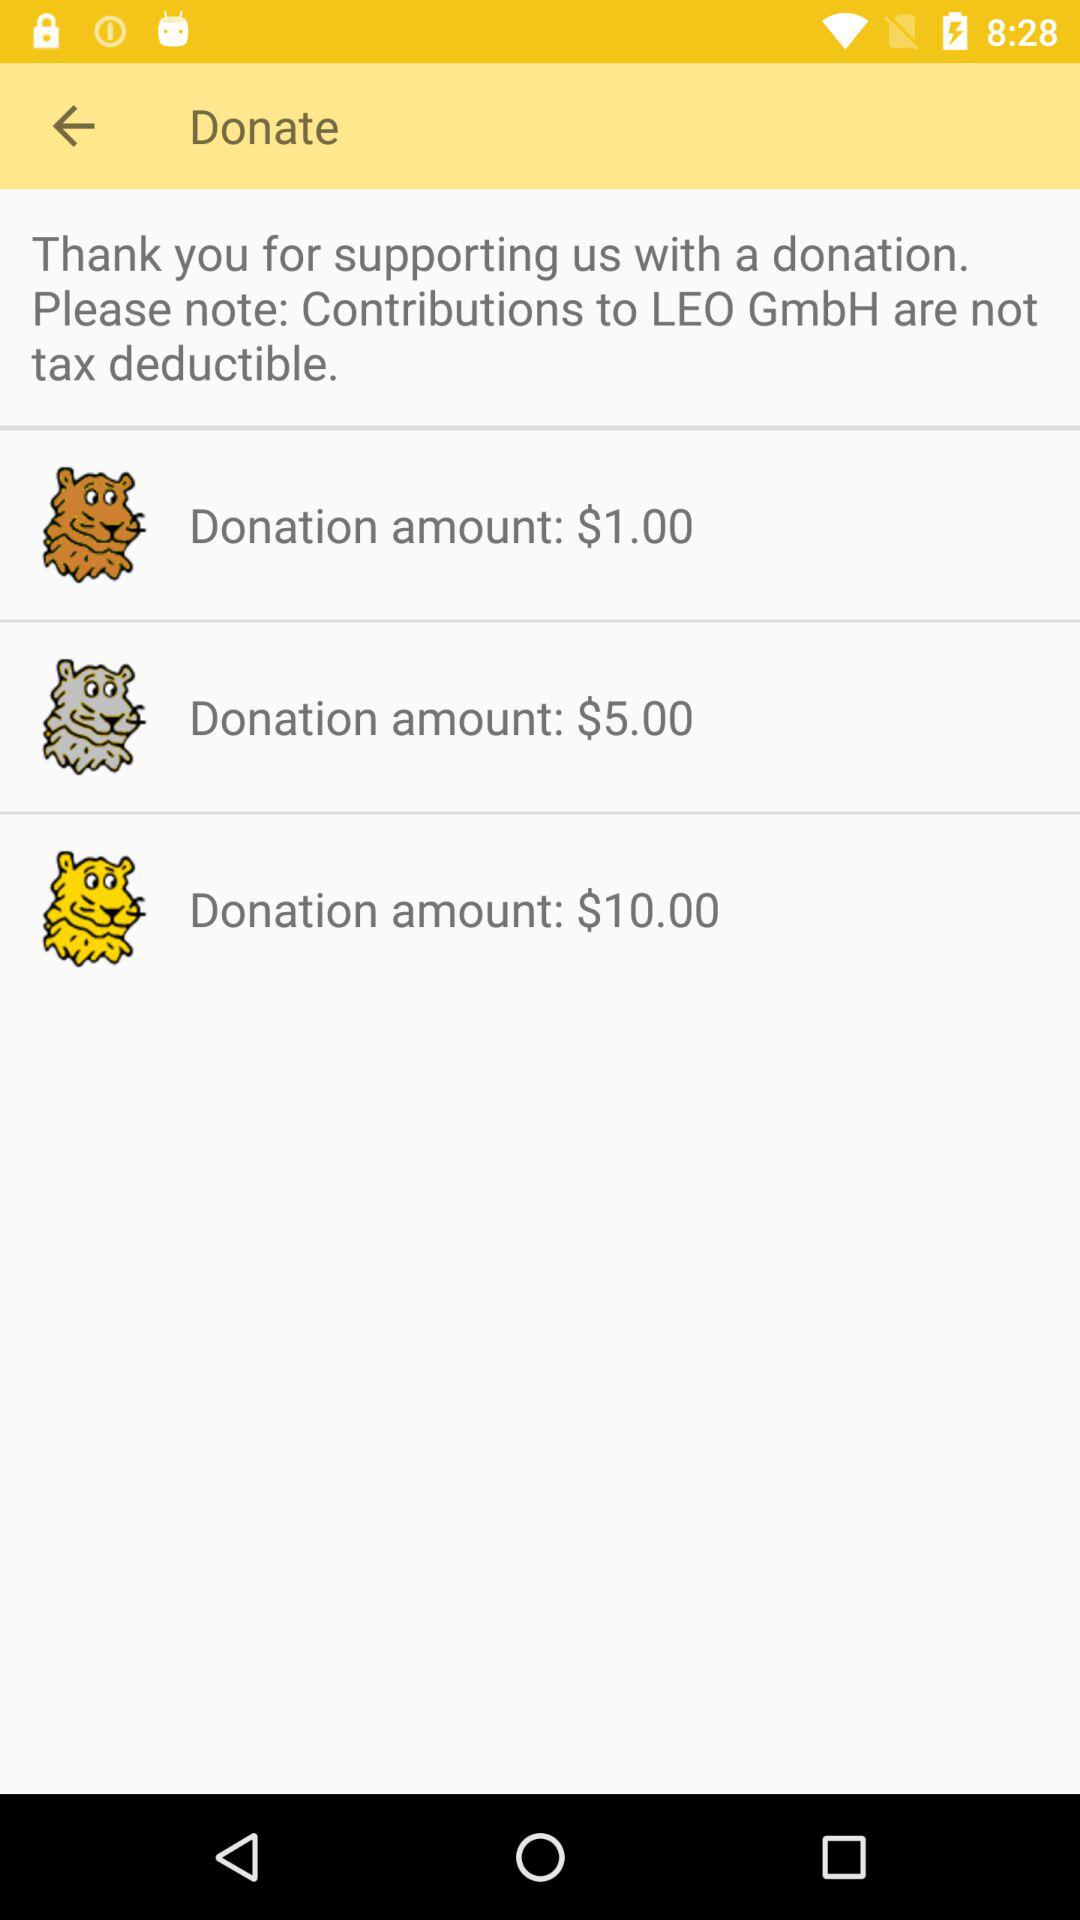 8:28
Donate
Thank you for supporting us with a donation.
Please note: Contributions to LEO GmbH are not
tax deductible.
Donation amount: $1.00
Donation amount: $5.00
Donation amount: $10.00